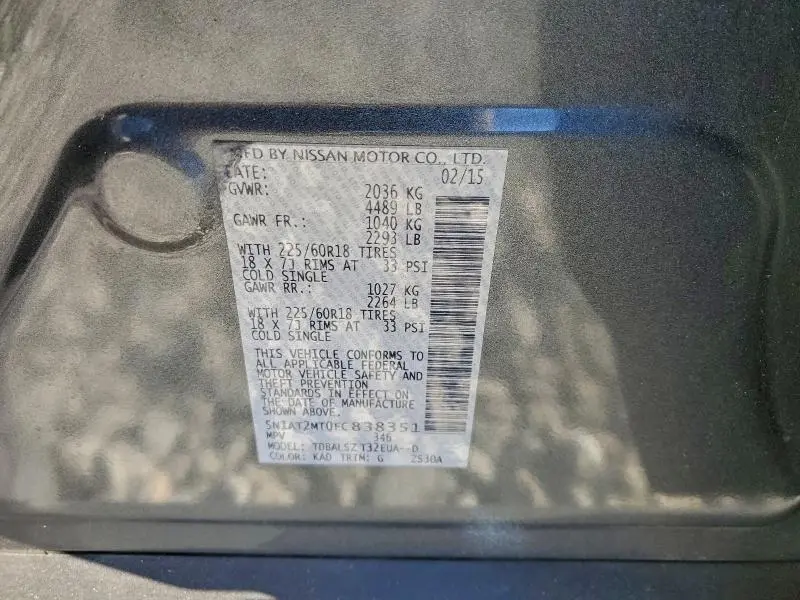 MFD BY NISSAN MOTOR CO., LTD.
DATE: 02/15
GVWR: 2036 KG
4489 LB
GAWR FR.: 1040 KG
2293 LB
WITH 225/60R18 TIRES
18 X 7J RIMS AT 33 PSI
COLD SINGLE
GAWR RR.: 1027 KG
2264 LB
WITH 225/60R18 TIRES
18 X 7J RIMS AT 33 PSI
COLD SINGLE
THIS VEHICLE CONFORMS TO
ALL APPLICABLE FEDERAL
MOTOR VEHICLE SAFETY AND
THEFT PREVENTION
STANDARDS IN EFFECT ON
THE DATE OF MANUFACTURE
SHOWN ABOVE.
5N1AT2MT0FC838351
MPV 346
MODEL: TDBALSZ T32EUA--D
COLOR: KAD TRIM: G 2S30A